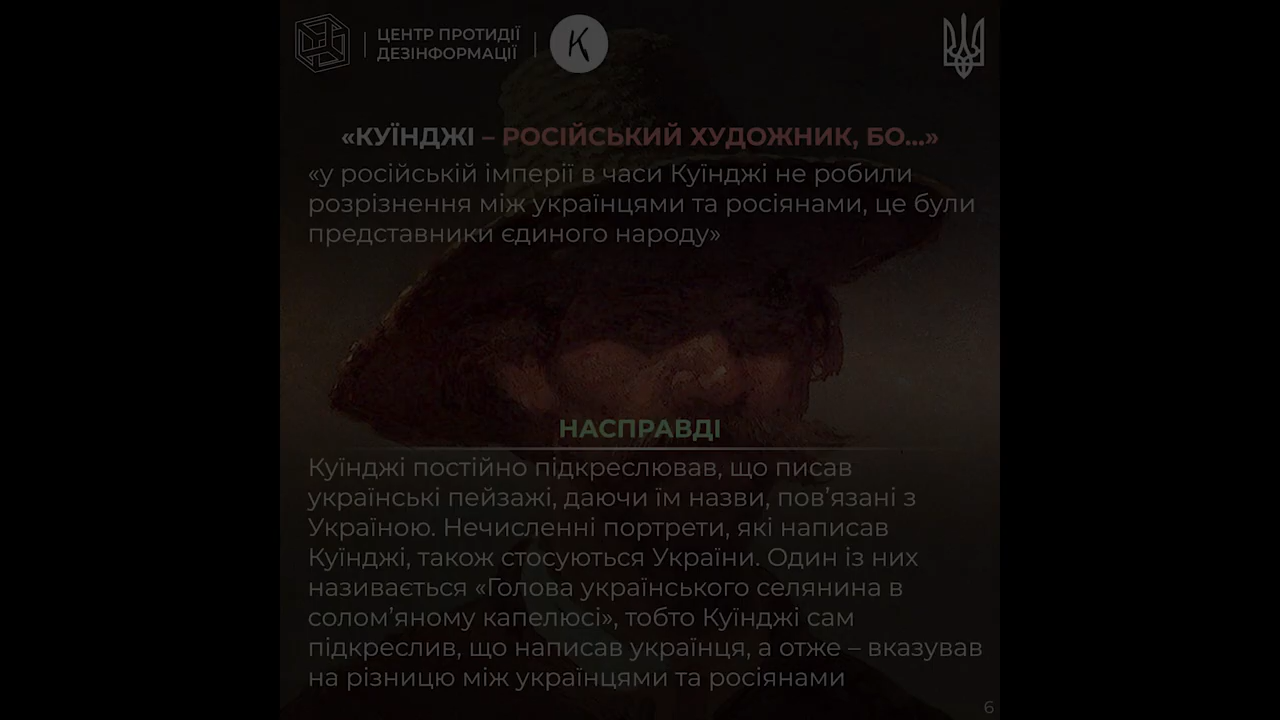 ЦЕНТР ПРОТИДІЇ
ДЕЗІНФОРМАЦІЇ
K
«КУЇНДЖІ – РОСІЙСЬКИЙ ХУДОЖНИК, БО...»
«у російській імперії в часи Куїнджі не робили
розрізнення між українцями та росіянами, це були
представники єдиного народу»
НАСПРАВДІ
Куїнджі постійно підкреслював, що писав
українські пейзажі, даючи їм назви, пов’язані з
Україною. Нечисленні портрети, які написав
Куїнджі, також стосуються України. Один із них
називається «Голова українського селянина в
солом’яному капелюсі», тобто Куїнджі сам
підкреслив, що написав українця, а отже – вказував
на різницю між українцями та росіянами
6